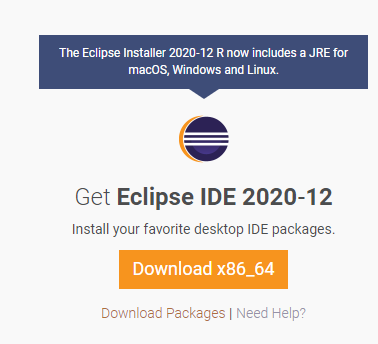 The Eclipse Installer 2020-12 R now includes a JRE for
macOS, Windows and Linux.
Get Eclipse IDE 2020-12
Install your favorite desktop IDE packages.
Download x86_64
Download Packages | Need Help?